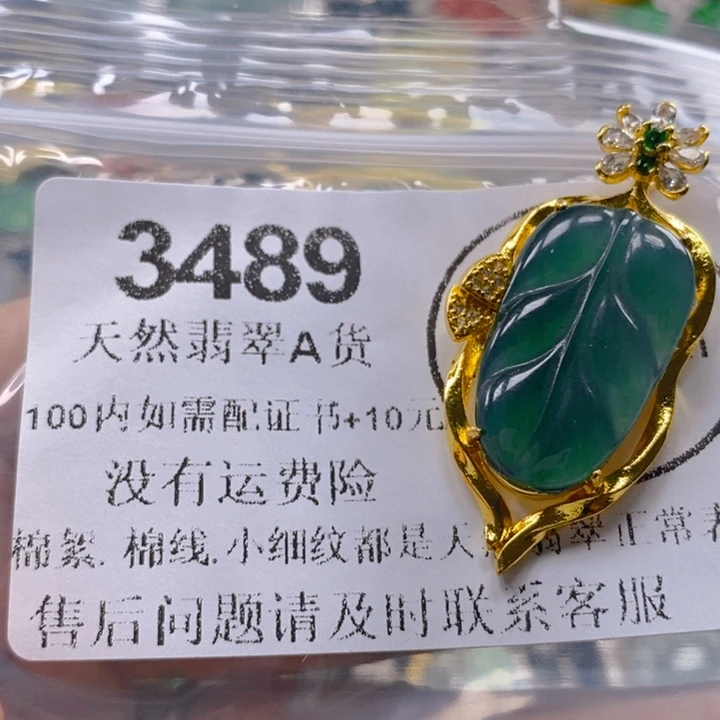 3489
天然翡翠A货
100内如需配证书+10元
没有运费险
棉絮.棉线.小细纹都是天然翡翠正常
售后问题请及时联系客服